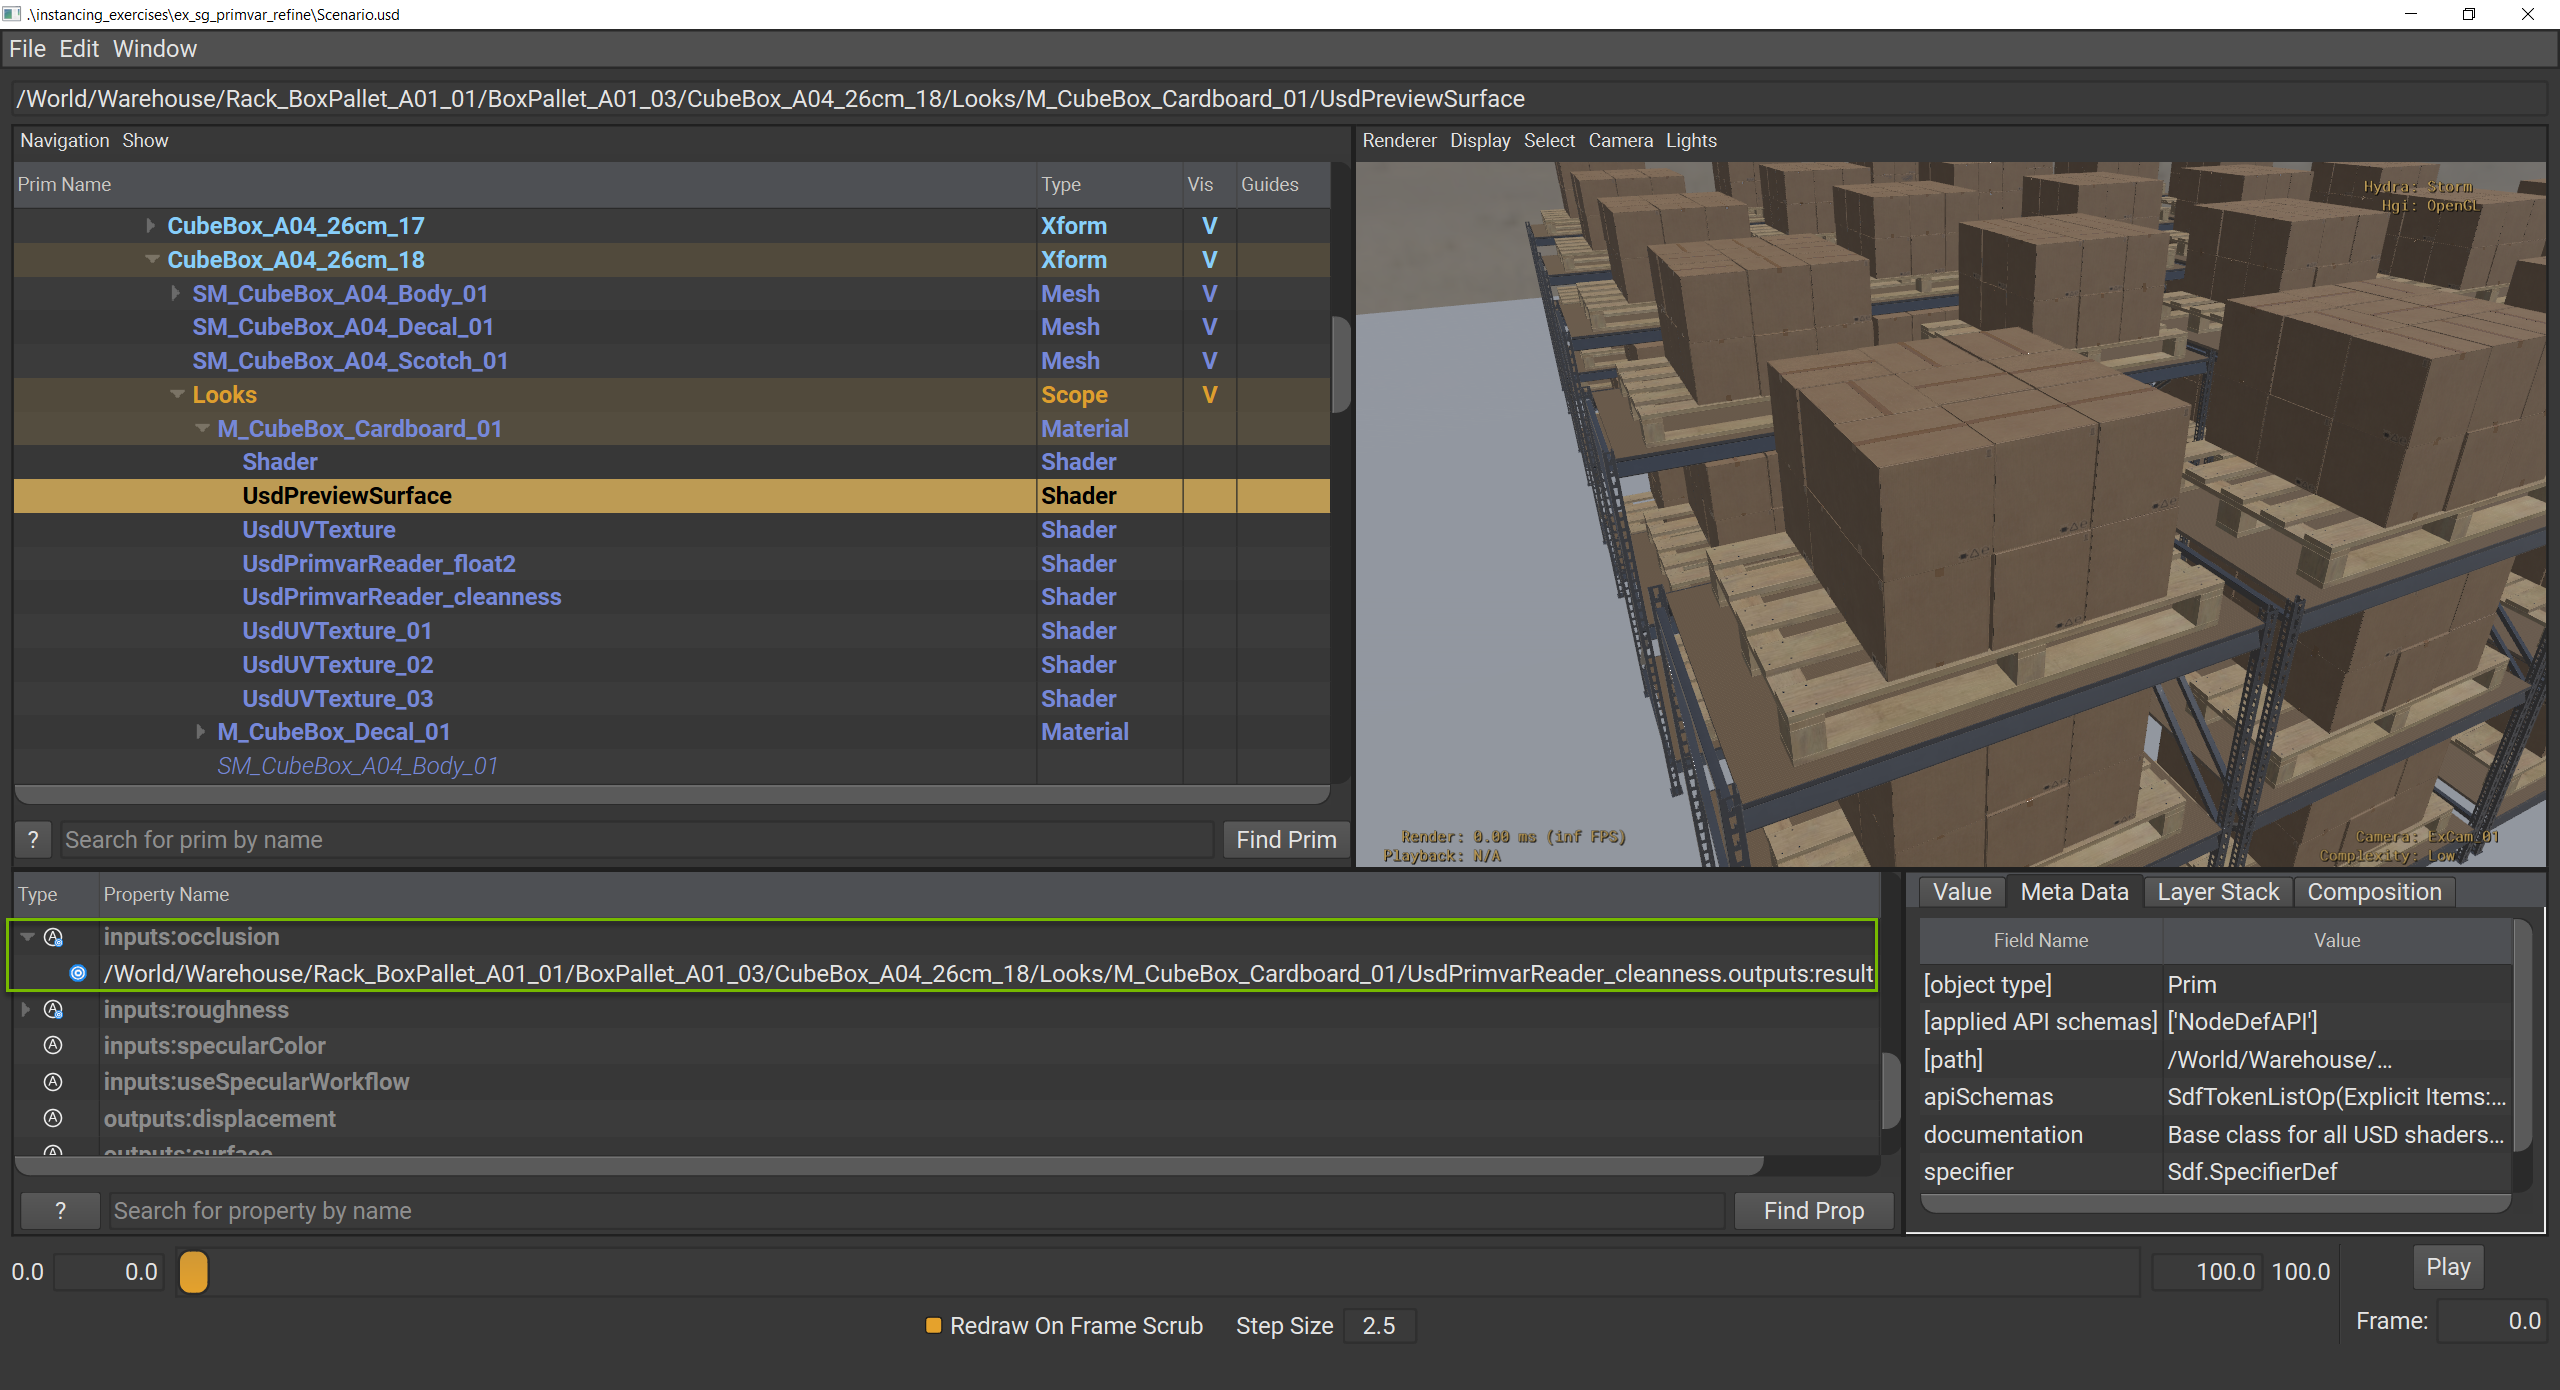 .\instancing_exercises\ex_sg_primvar_refine\Scenario.usd
File Edit Window
/World/Warehouse/Rack_BoxPallet_A01_01/BoxPallet_A01_03/CubeBox_A04_26cm_18/Looks/M_CubeBox_Cardboard_01/UsdPreviewSurface
Navigation Show
Prim Name Type Vis Guides
CubeBox_A04_26cm_17 Xform V
CubeBox_A04_26cm_18 Xform V
SM_CubeBox_A04_Body_01 Mesh V
SM_CubeBox_A04_Decal_01 Mesh V
SM_CubeBox_A04_Scotch_01 Mesh V
Looks Scope V
M_CubeBox_Cardboard_01 Material
Shader Shader
UsdPreviewSurface Shader
UsdUVTexture Shader
UsdPrimvarReader_float2 Shader
UsdPrimvarReader_cleanness Shader
UsdUVTexture_01 Shader
UsdUVTexture_02 Shader
UsdUVTexture_03 Shader
M_CubeBox_Decal_01 Material
SM_CubeBox_A04_Body_01
? Search for prim by name Find Prim
Renderer Display Select Camera Lights
Hydra: Storm
Hgi: OpenGL
Render: 0.00 ms (inf FPS)
Playback: N/A
Camera: ExCam_01
Complexity: Low
Type Property Name
inputs:occlusion
/World/Warehouse/Rack_BoxPallet_A01_01/BoxPallet_A01_03/CubeBox_A04_26cm_18/Looks/M_CubeBox_Cardboard_01/UsdPrimvarReader_cleanness.outputs:result
inputs:roughness
inputs:specularColor
inputs:useSpecularWorkflow
outputs:displacement
outputs:surface
? Search for property by name Find Prop
Value Meta Data Layer Stack Composition
Field Name Value
[object type] Prim
[applied API schemas] ['NodeDefAPI']
[path] /World/Warehouse/...
apiSchemas SdfTokenListOp(Explicit Items:...
documentation Base class for all USD shaders...
specifier Sdf.SpecifierDef
0.0 0.0 100.0 100.0 Play
Redraw On Frame Scrub Step Size 2.5 Frame: 0.0